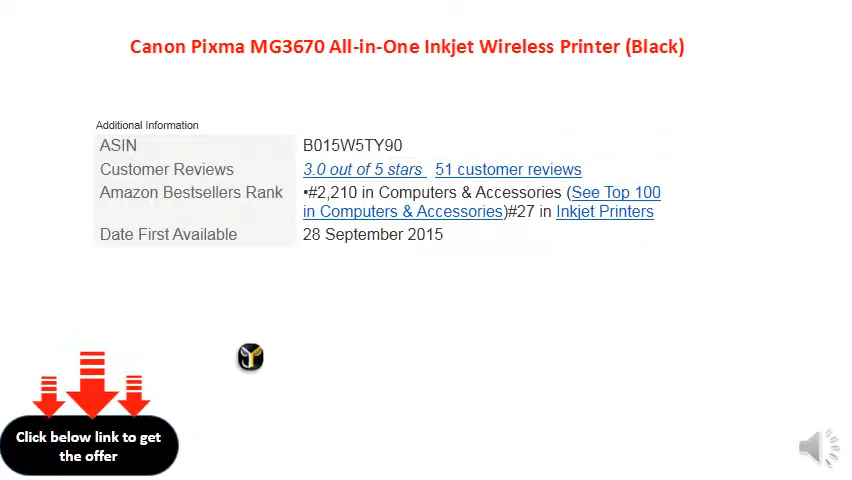 Canon Pixma MG3670 All-in-One Inkjet Wireless Printer (Black)
Additional Information
ASIN B015W5TY90
Customer Reviews 3.0 out of 5 stars 51 customer reviews
Amazon Bestsellers Rank •#2,210 in Computers & Accessories (See Top 100
in Computers & Accessories)#27 in Inkjet Printers
Date First Available 28 September 2015
Click below link to get
the offer